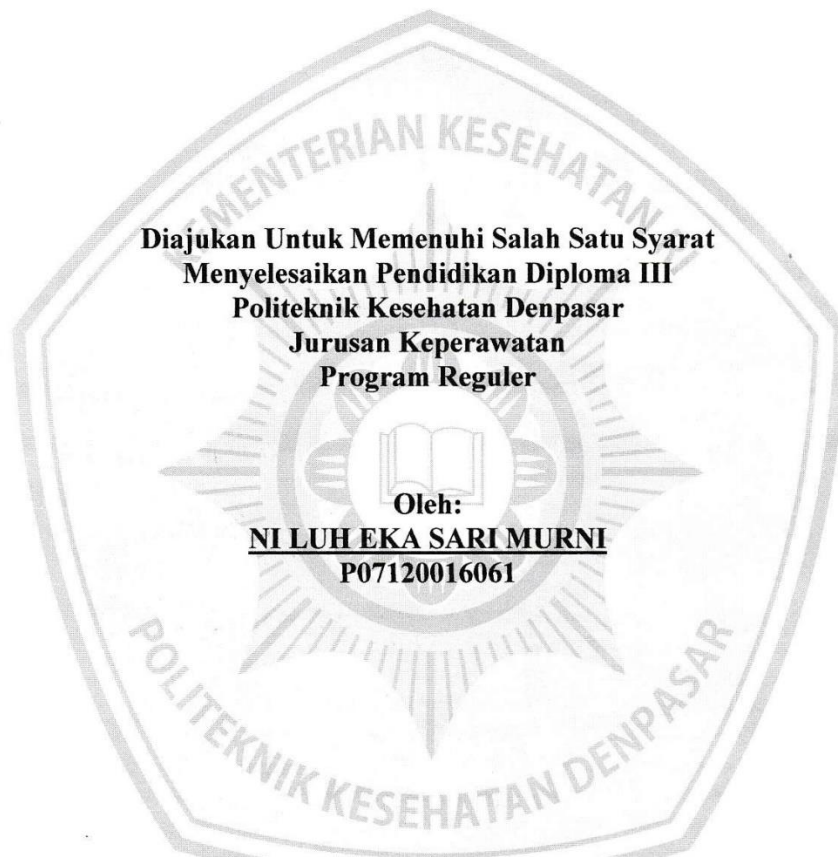 KEMENTERIAN KESEHATAN RI
Diajukan Untuk Memenuhi Salah Satu Syarat
Menyelesaikan Pendidikan Diploma III
Politeknik Kesehatan Denpasar
Jurusan Keperawatan
Program Reguler
Oleh:
NI LUH EKA SARI MURNI
P07120016061
POLITEKNIK KESEHATAN DENPASAR